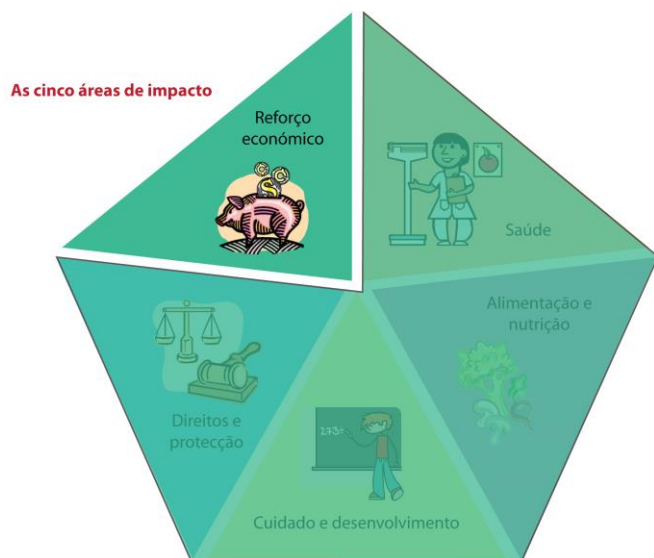 As cinco áreas de impacto
Reforço
económico
Saúde
Alimentação e
nutrição
Direitos e
protecção
Cuidado e desenvolvimento